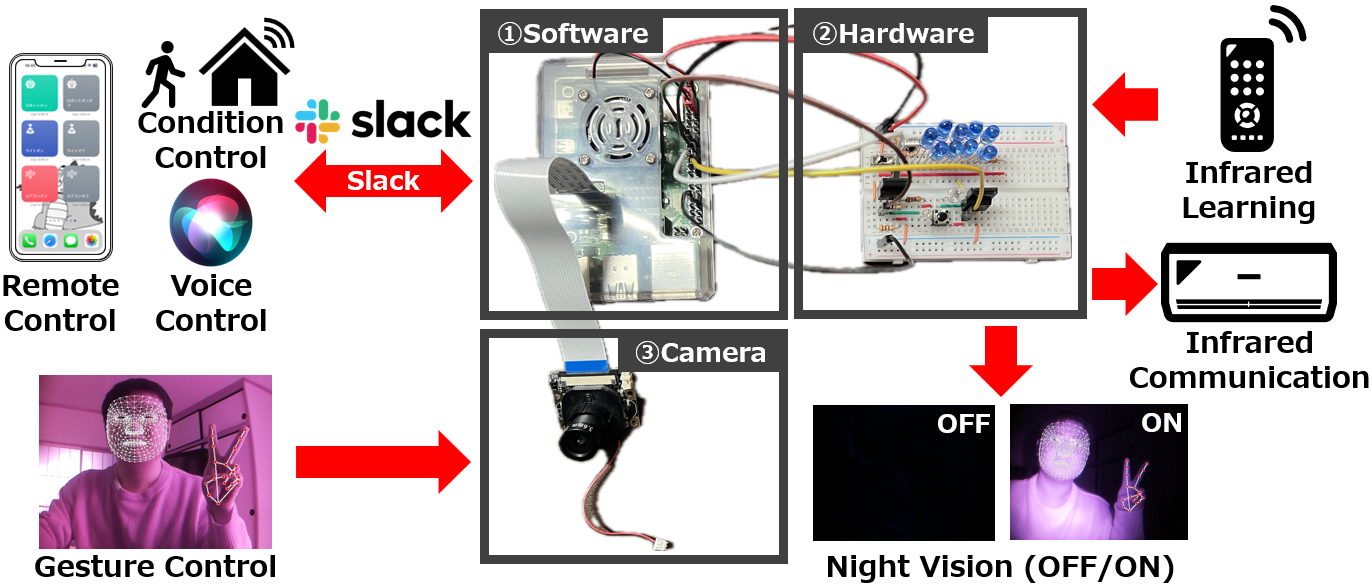 ①Software
②Hardware
Condition
Control
slack
Slack
Remote
Control
Voice
Control
Infrared
Learning
Infrared
Communication
③Camera
OFF
ON
Gesture Control
Night Vision (OFF/ON)